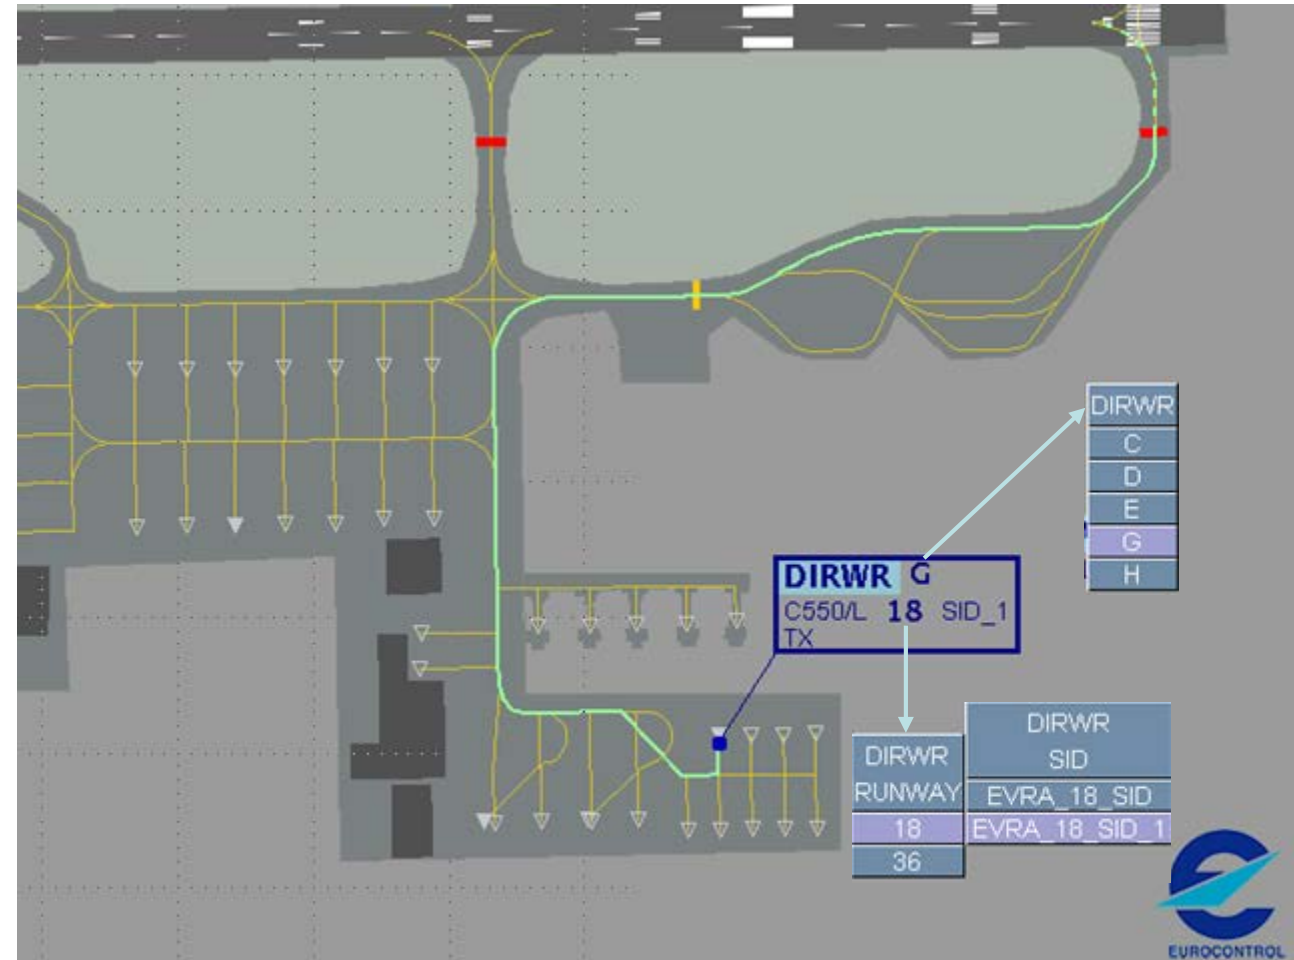 DIRWR
C
D
E
G
H
DIRWR G
C550/L 18 SID_1
TX
DIRWR
RUNWAY
18
36
DIRWR
SID
EVRA_18_SID
EVRA_18_SID_1
EUROCONTROL